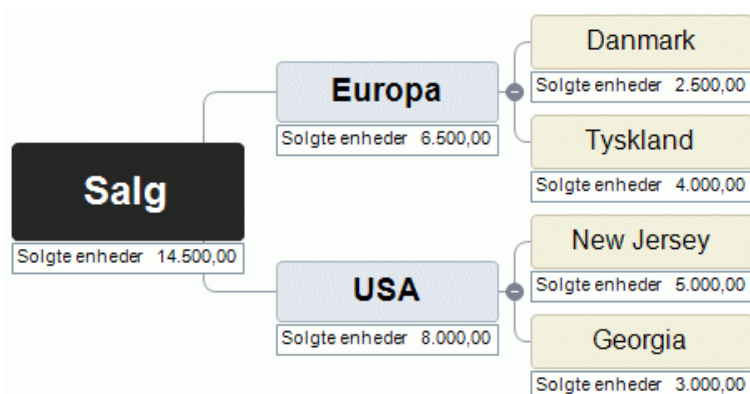 Salg
Solgte enheder 14.500,00
Europa
Solgte enheder 6.500,00
Danmark
Solgte enheder 2.500,00
Tyskland
Solgte enheder 4.000,00
USA
Solgte enheder 8.000,00
New Jersey
Solgte enheder 5.000,00
Georgia
Solgte enheder 3.000,00